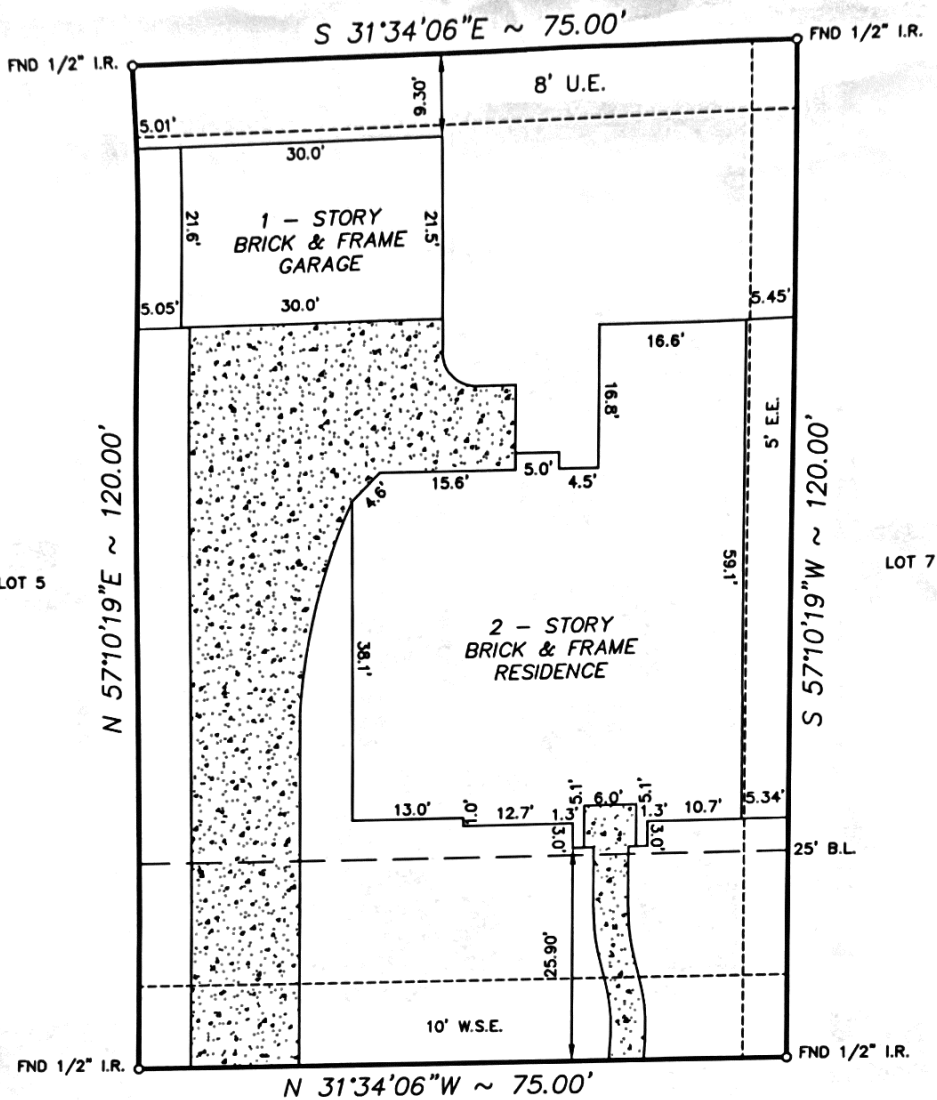 S 31°34'06"E ~ 75.00'
FND 1/2" I.R.
FND 1/2" I.R.
9.30'
8' U.E.
5.01'
30.0'
21.6'
1 - STORY
BRICK & FRAME
GARAGE
21.5'
5.05'
30.0'
5.45'
16.6'
16.8'
5' E.E.
N 57°10'19"E ~ 120.00'
S 57°10'19"W ~ 120.00'
4.6'
15.6'
5.0'
4.5'
LOT 5
LOT 7
59.1'
38.1'
2 - STORY
BRICK & FRAME
RESIDENCE
13.0'
1.0'
12.7'
1.3'
3.0'
5.1'
6.0'
5.1'
1.3'
3.0'
10.7'
5.34'
25' B.L.
25.90'
10' W.S.E.
FND 1/2" I.R.
FND 1/2" I.R.
N 31°34'06"W ~ 75.00'